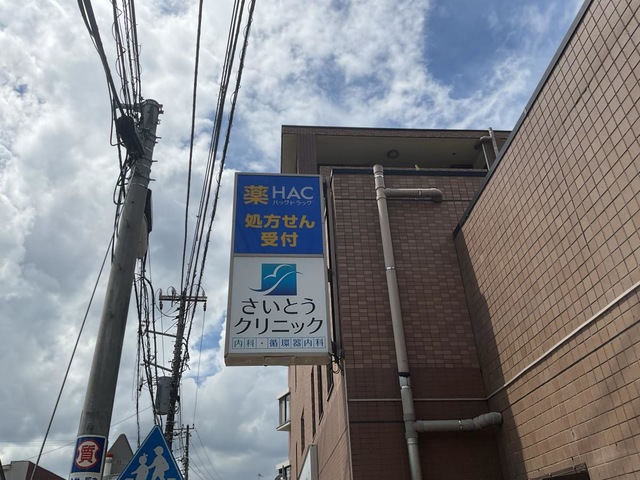 薬 HAC
ハックドラッグ
処方せん
受付
さいとう
クリニック
内科・循環器内科
質